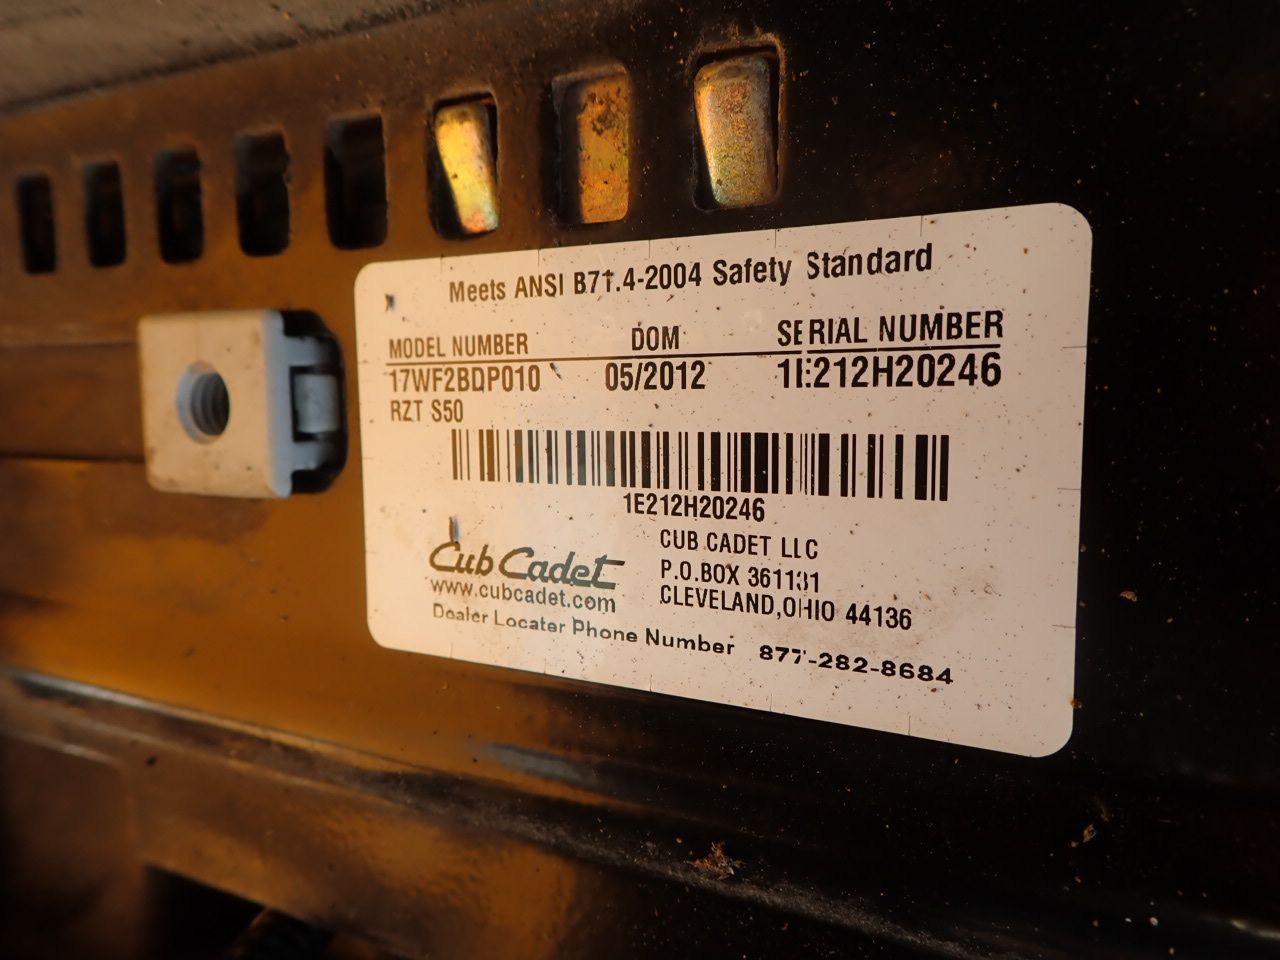 Meets ANSI B71.4-2004 Safety Standard
MODEL NUMBER DOM SERIAL NUMBER
17WF2BDP010 05/2012 1E212H20246
RZT S50
1E212H20246
Cub Cadet
www.cubcadet.com
CUB CADET LLC
P.O.BOX 361131
CLEVELAND,OHIO 44136
Dealer Locater Phone Number 877-282-8684